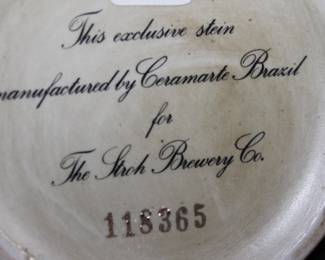 This exclusive stein
manufactured by Ceramarte Brazil
for
The Stroh Brewery Co.
118365